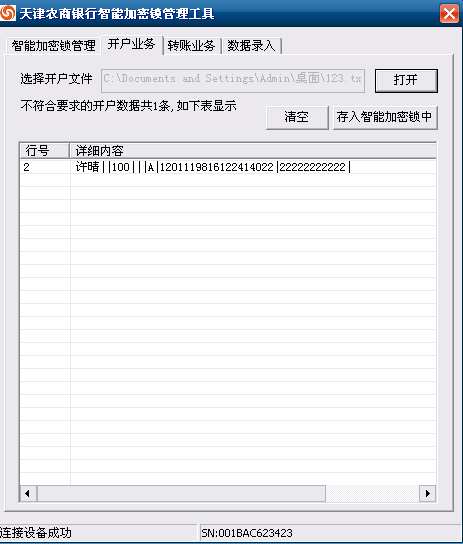 天津农商银行智能加密锁管理工具
智能加密锁管理 开户业务 转账业务 数据录入
选择开户文件 C:\Documents and Settings\Admin\桌面\123.tx 打开
不符合要求的开户数据共1条,如下表显示
清空 存入智能加密锁中
行号 详细内容
2 许晴||100|||A|1201119816122414022|22222222222|
连接设备成功 SN:001BAC623423